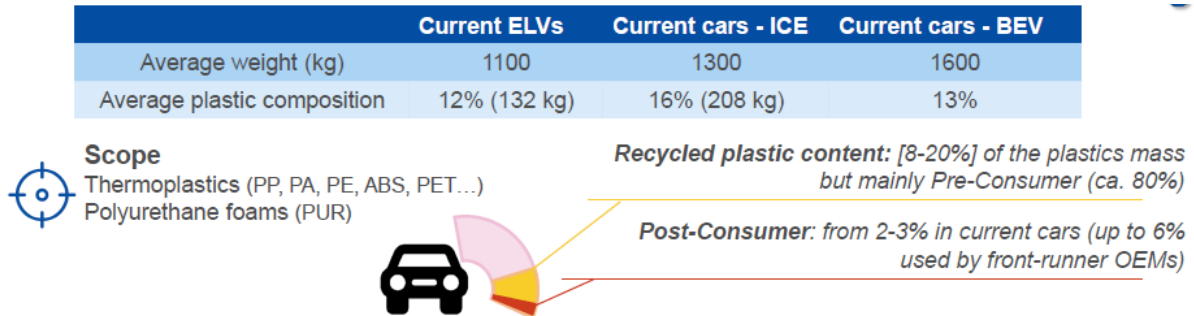 Current ELVs Current cars - ICE Current cars - BEV
Average weight (kg) 1100 1300 1600
Average plastic composition 12% (132 kg) 16% (208 kg) 13%
Scope
Thermoplastics (PP, PA, PE, ABS, PET…)
Polyurethane foams (PUR)
Recycled plastic content: [8-20%] of the plastics mass
but mainly Pre-Consumer (ca. 80%)
Post-Consumer: from 2-3% in current cars (up to 6%
used by front-runner OEMs)